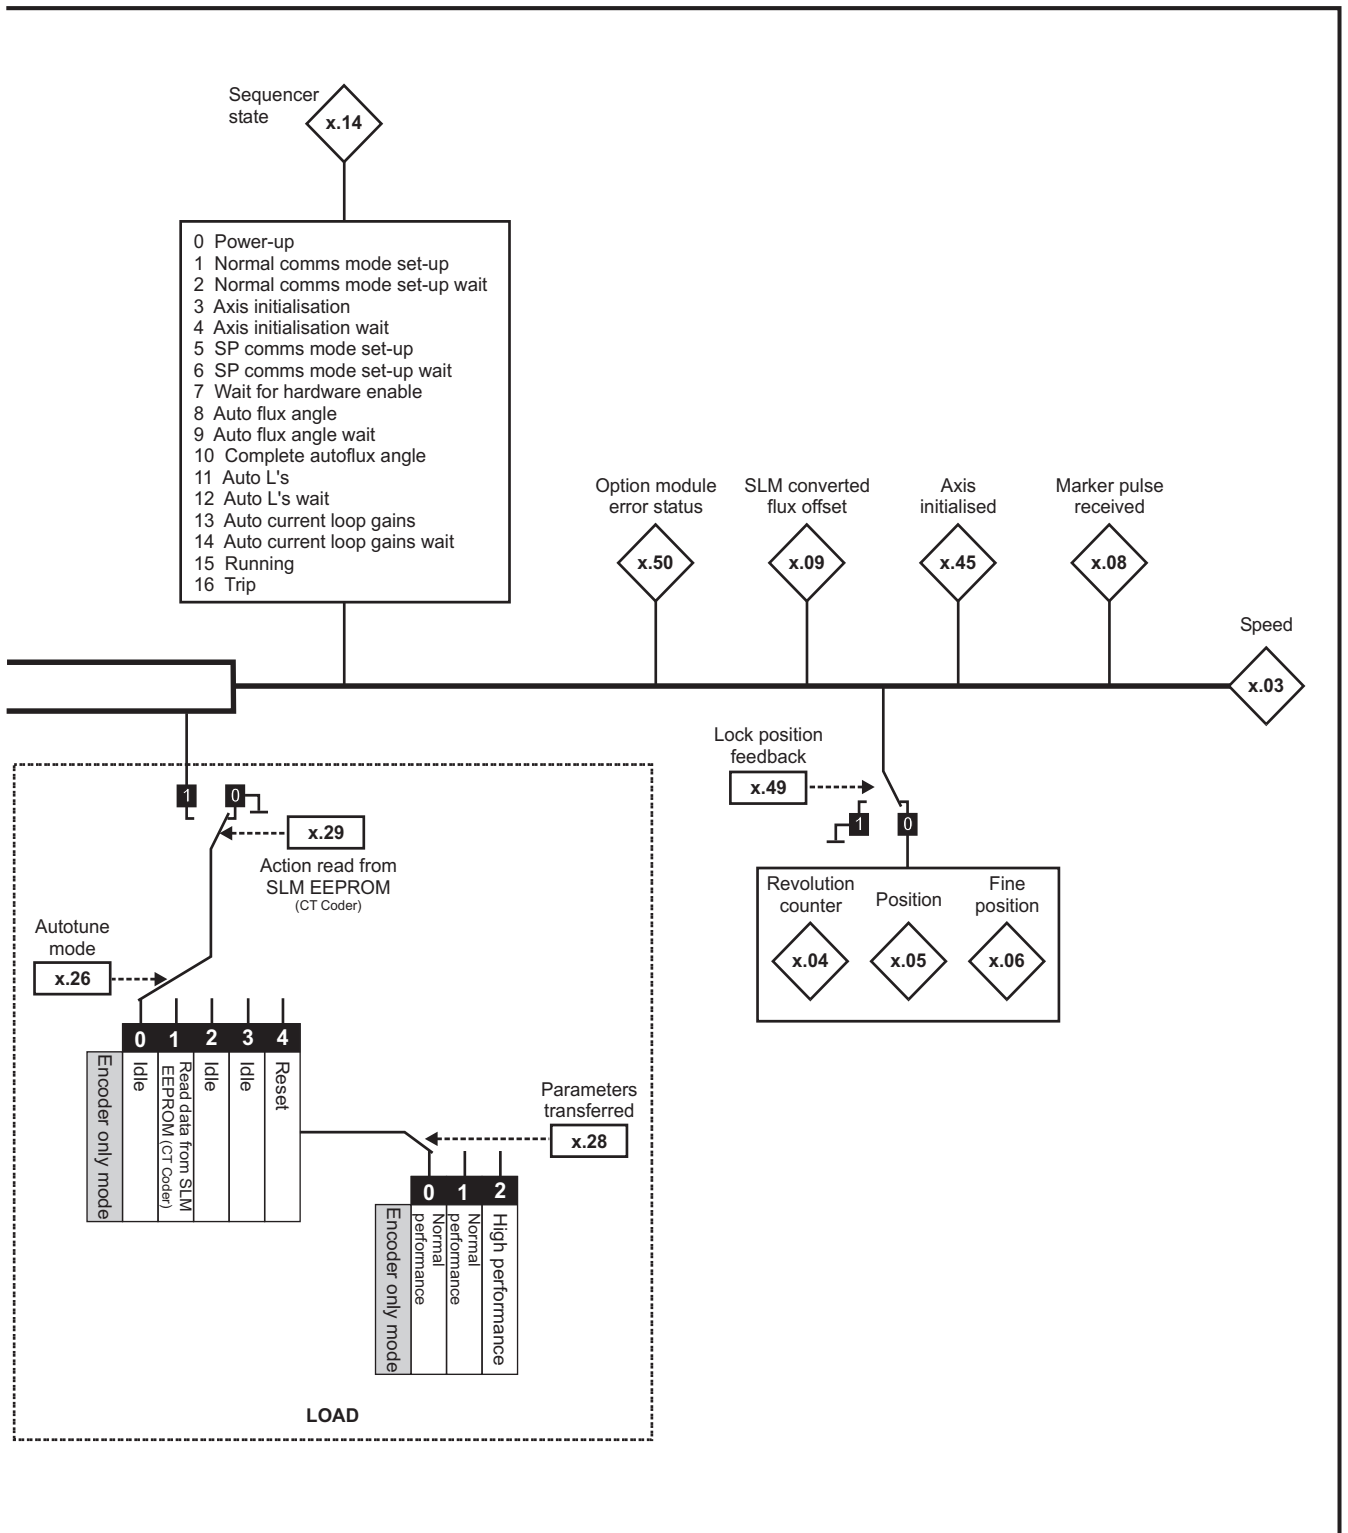 Sequencer
state
x.14
0 Power-up
1 Normal comms mode set-up
2 Normal comms mode set-up wait
3 Axis initialisation
4 Axis initialisation wait
5 SP comms mode set-up
6 SP comms mode set-up wait
7 Wait for hardware enable
8 Auto flux angle
9 Auto flux angle wait
10 Complete autoflux angle
11 Auto L's
12 Auto L's wait
13 Auto current loop gains
14 Auto current loop gains wait
15 Running
16 Trip
Option module
error status
x.50
SLM converted
flux offset
x.09
Axis
initialised
x.45
Marker pulse
received
x.08
Speed
x.03
Lock position
feedback
x.49
1 0
Revolution
counter
x.04
Position
x.05
Fine
position
x.06
1 0
x.29
Action read from
SLM EEPROM
(CT Coder)
Autotune
mode
x.26
0 1 2 3 4
Encoder only mode
Idle
Read data from SLM
EEPROM (CT Coder)
Idle
Idle
Reset
Parameters
transferred
x.28
0 1 2
Encoder only mode
Normal
performance
Normal
performance
High performance
LOAD